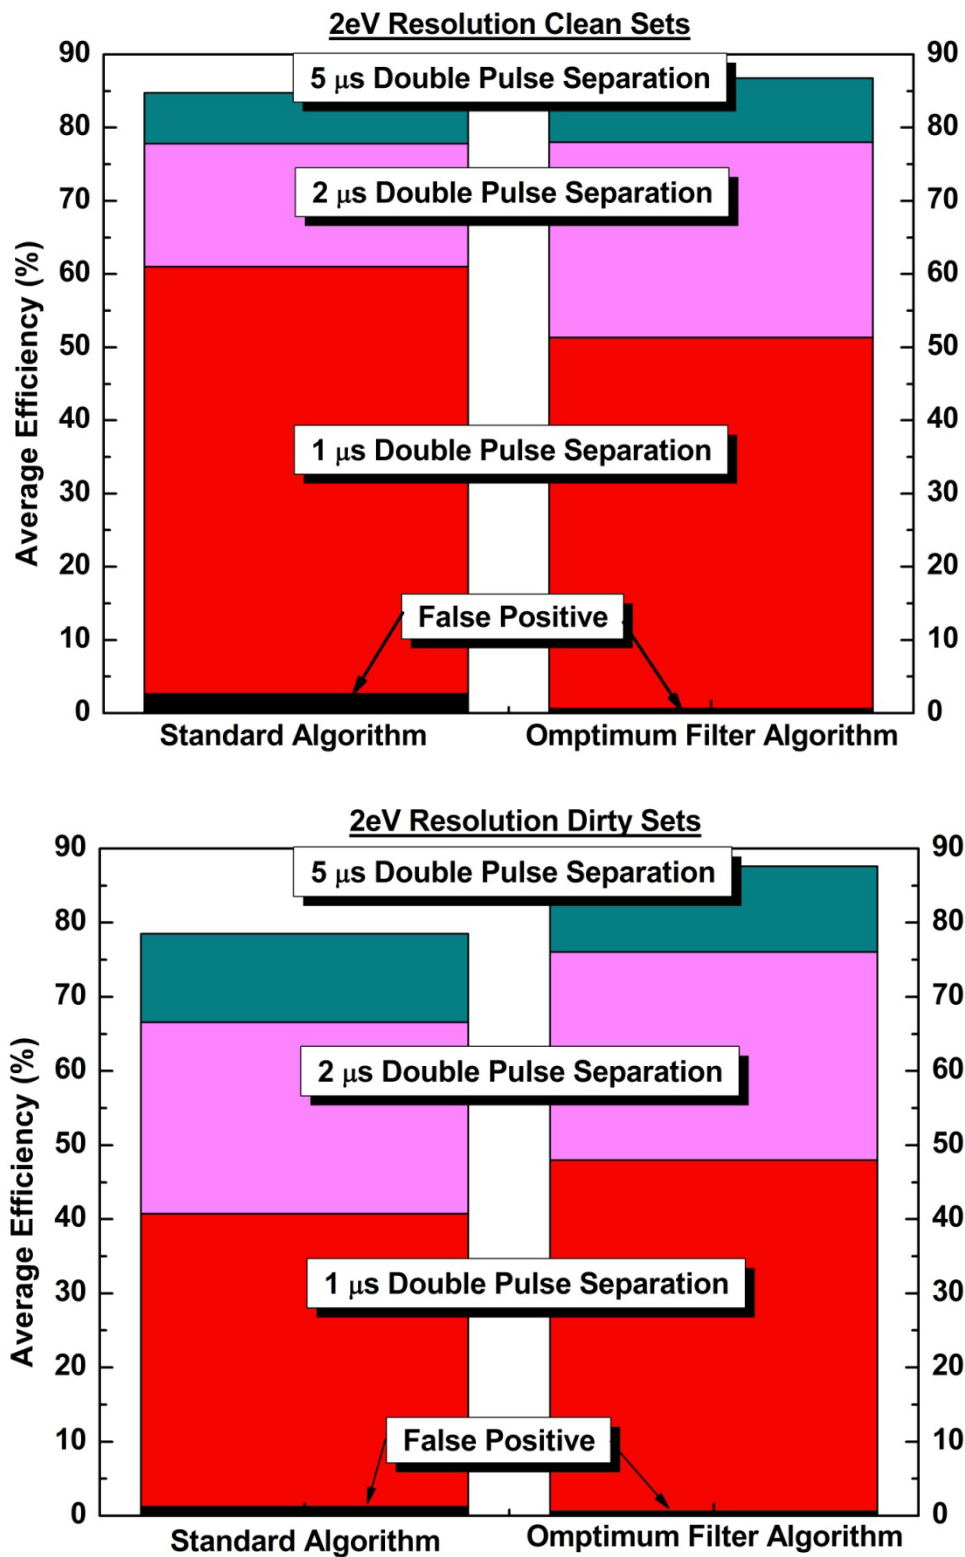 2eV Resolution Clean Sets
90
80
70
60
50
40
30
20
10
0
Average Efficiency (%)
5 μs Double Pulse Separation
2 μs Double Pulse Separation
1 μs Double Pulse Separation
False Positive
90
80
70
60
50
40
30
20
10
0
Standard Algorithm
Omptimum Filter Algorithm
2eV Resolution Dirty Sets
90
80
70
60
50
40
30
20
10
0
Average Efficiency (%)
5 μs Double Pulse Separation
2 μs Double Pulse Separation
1 μs Double Pulse Separation
False Positive
90
80
70
60
50
40
30
20
10
0
Standard Algorithm
Omptimum Filter Algorithm